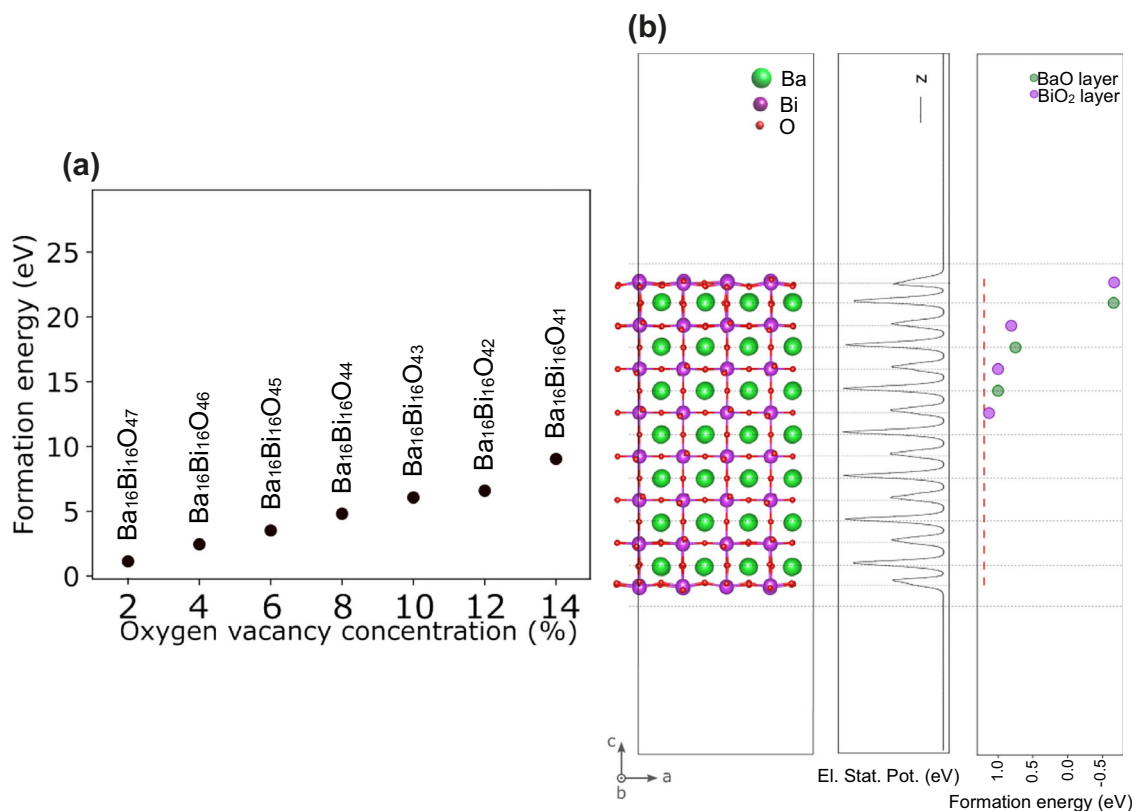 (a)
Formation energy (eV)
25
20
15
10
5
0
Ba₁₆Bi₁₆O₄₇
Ba₁₆Bi₁₆O₄₆
Ba₁₆Bi₁₆O₄₅
Ba₁₆Bi₁₆O₄₄
Ba₁₆Bi₁₆O₄₃
Ba₁₆Bi₁₆O₄₂
Ba₁₆Bi₁₆O₄₁
2 4 6 8 10 12 14
Oxygen vacancy concentration (%)
(b)
Ba
Bi
O
c
b
a
z
El. Stat. Pot. (eV)
BaO layer
BiO₂ layer
1.0 0.5 0.0 -0.5
Formation energy (eV)